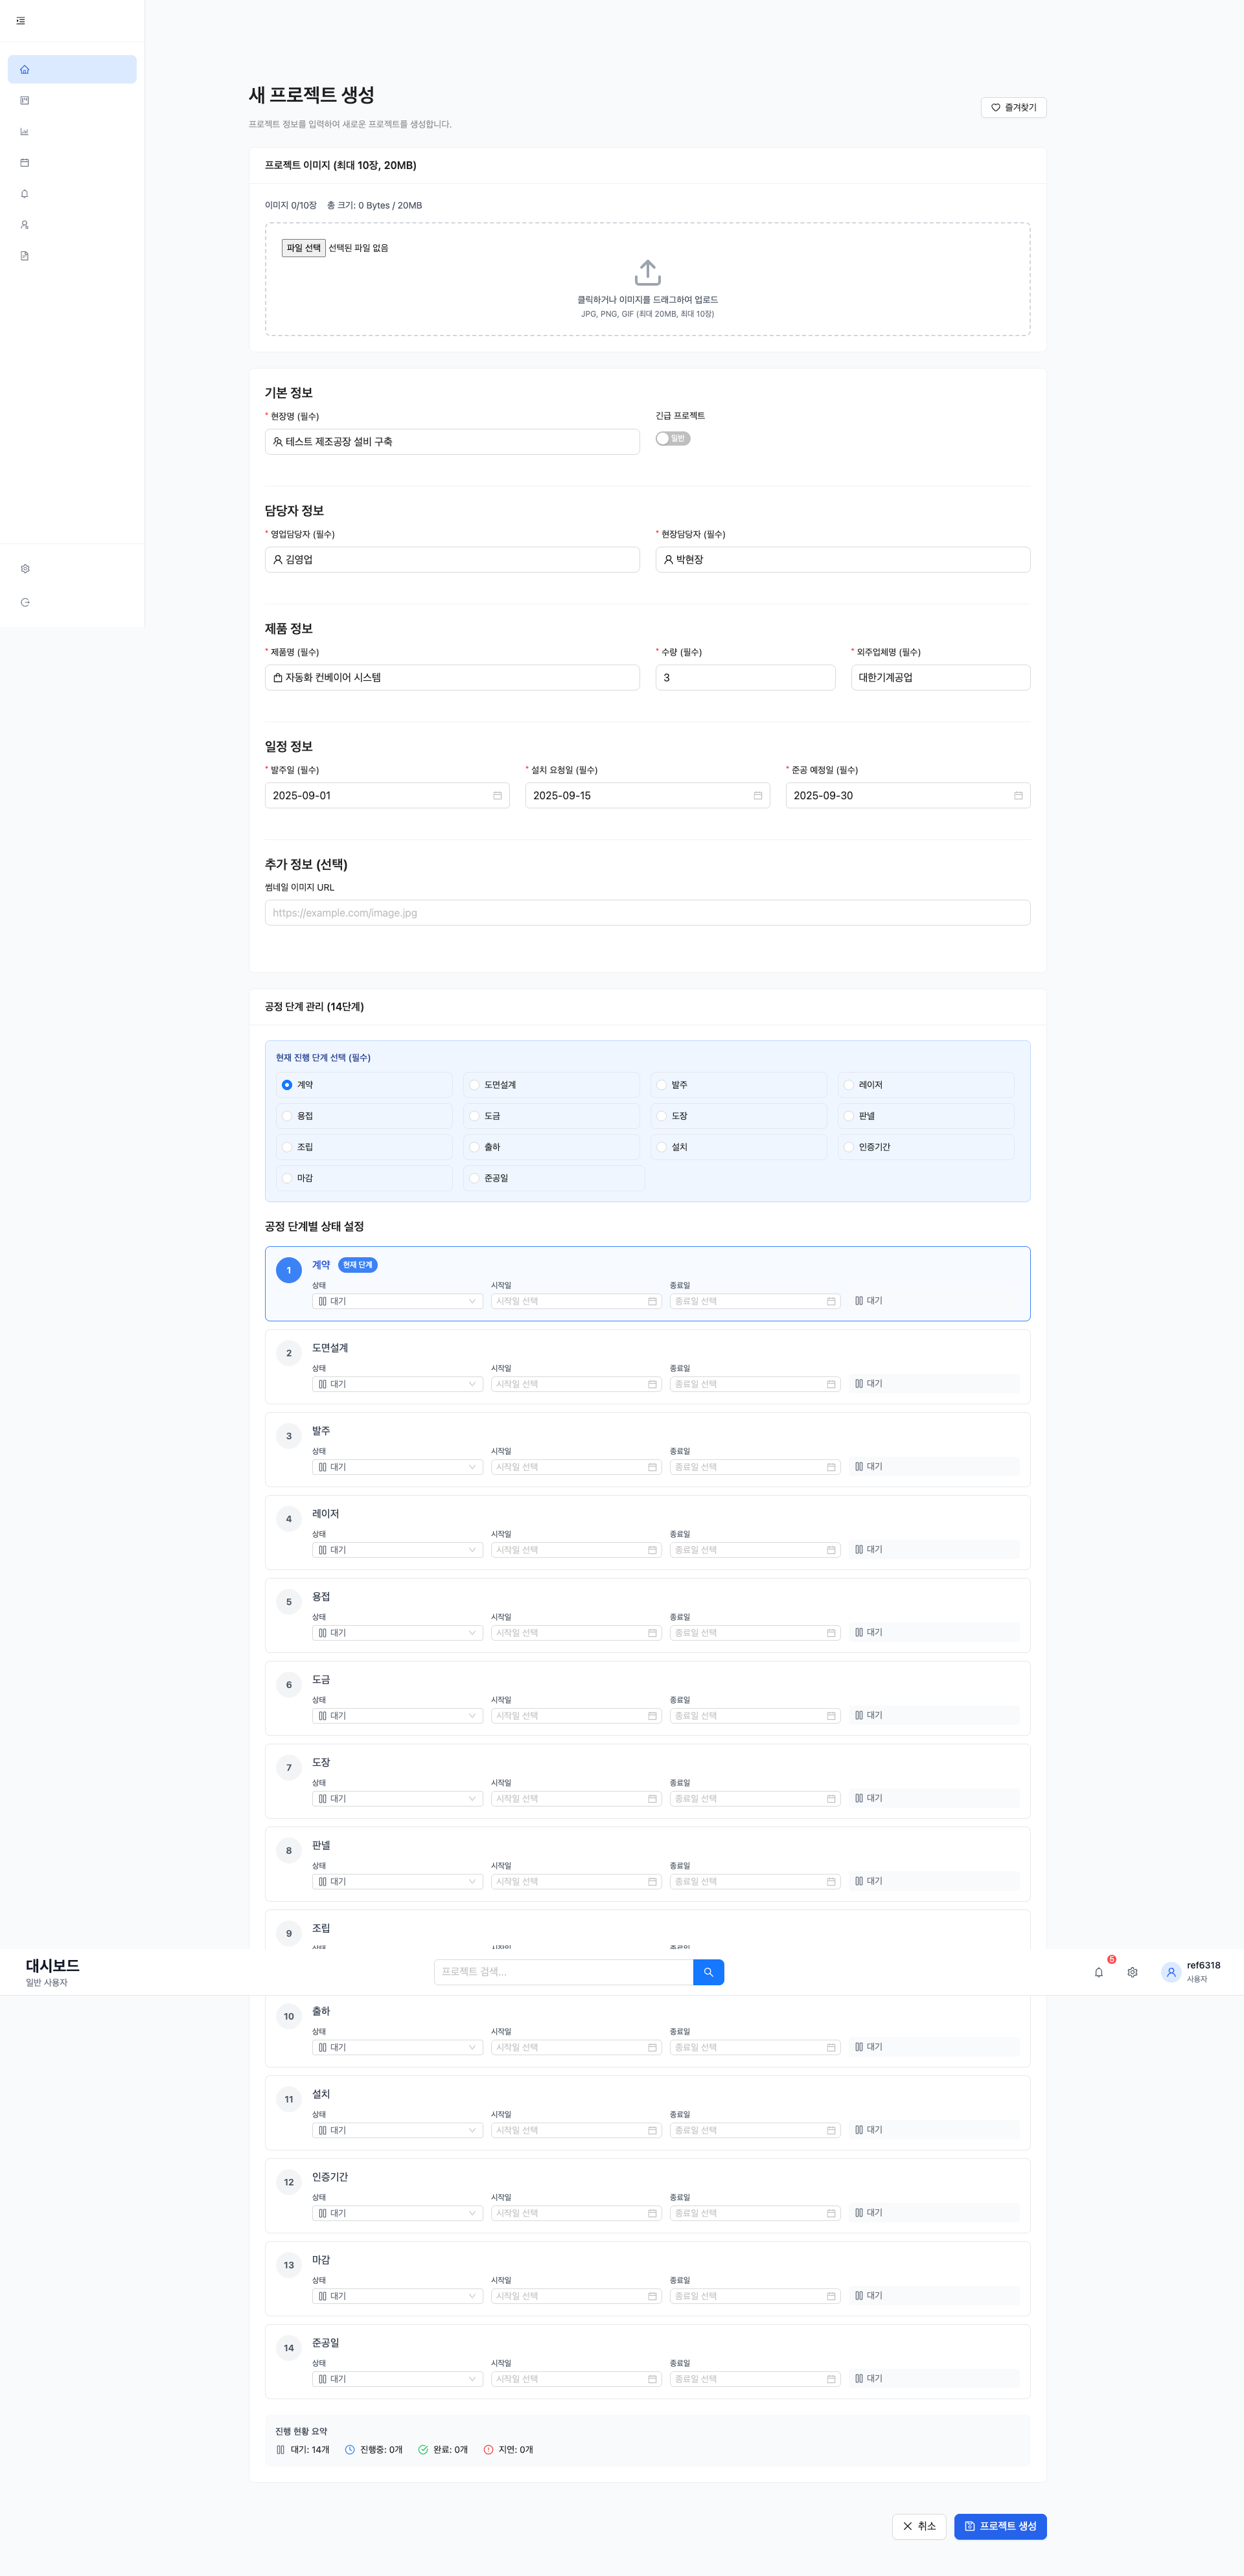 새 프로젝트 생성
프로젝트 정보를 입력하여 새로운 프로젝트를 생성합니다.
즐겨찾기
프로젝트 이미지 (최대 10장, 20MB)
이미지 0/10장 총 크기: 0 Bytes / 20MB
파일 선택 선택된 파일 없음
클릭하거나 이미지를 드래그하여 업로드
JPG, PNG, GIF (최대 20MB, 최대 10장)
기본 정보
* 현장명 (필수) 긴급 프로젝트
테스트 제조공장 설비 구축 일반
담당자 정보
* 영업담당자 (필수) * 현장담당자 (필수)
김영업 박현장
제품 정보
* 제품명 (필수) * 수량 (필수) * 외주업체명 (필수)
자동화 컨베이어 시스템 3 대한기계공업
일정 정보
* 발주일 (필수) * 설치 요청일 (필수) * 준공 예정일 (필수)
2025-09-01 2025-09-15 2025-09-30
추가 정보 (선택)
썸네일 이미지 URL
https://example.com/image.jpg
공정 단계 관리 (14단계)
현재 진행 단계 선택 (필수)
계약 도면설계 발주 레이저
용접 도금 도장 판넬
조립 출하 설치 인증기간
마감 준공일
공정 단계별 상태 설정
1 계약 현재 단계
상태 시작일 종료일
대기 시작일 선택 종료일 선택 대기
2 도면설계
상태 시작일 종료일
대기 시작일 선택 종료일 선택 대기
3 발주
상태 시작일 종료일
대기 시작일 선택 종료일 선택 대기
4 레이저
상태 시작일 종료일
대기 시작일 선택 종료일 선택 대기
5 용접
상태 시작일 종료일
대기 시작일 선택 종료일 선택 대기
6 도금
상태 시작일 종료일
대기 시작일 선택 종료일 선택 대기
7 도장
상태 시작일 종료일
대기 시작일 선택 종료일 선택 대기
8 판넬
상태 시작일 종료일
대기 시작일 선택 종료일 선택 대기
9 조립
상태 시작일 종료일
대시보드 프로젝트 검색... 5 ref6318
일반 사용자 사용자
10 출하
상태 시작일 종료일
대기 시작일 선택 종료일 선택 대기
11 설치
상태 시작일 종료일
대기 시작일 선택 종료일 선택 대기
12 인증기간
상태 시작일 종료일
대기 시작일 선택 종료일 선택 대기
13 마감
상태 시작일 종료일
대기 시작일 선택 종료일 선택 대기
14 준공일
상태 시작일 종료일
대기 시작일 선택 종료일 선택 대기
진행 현황 요약
대기: 14개 진행중: 0개 완료: 0개 지연: 0개
취소 프로젝트 생성